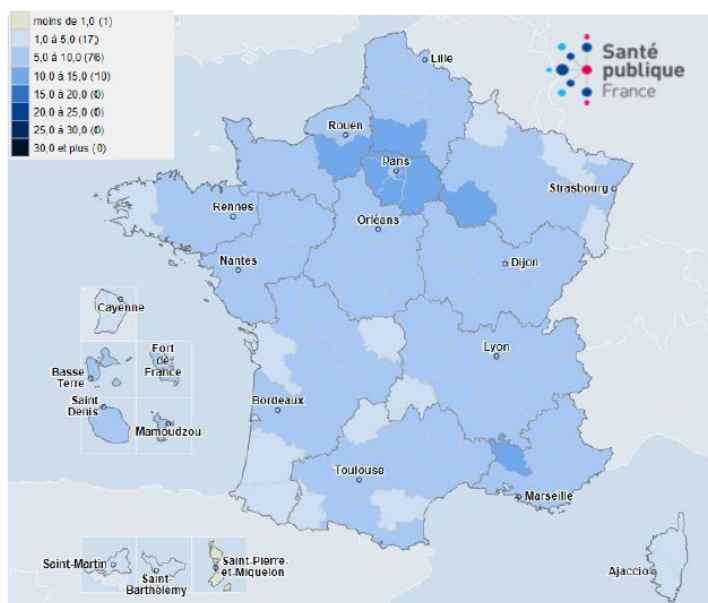 moins de 1,0 (1)
1,0 à 5,0 (17)
5,0 à 10,0 (76)
10,0 à 15,0 (10)
15,0 à 20,0 (0)
20,0 à 25,0 (0)
25,0 à 30,0 (0)
30,0 et plus (0)
Santé
publique
France
Lille
Rouen
Paris
Strasbourg
Rennes
Orléans
Nantes
Dijon
Cayenne
Lyon
Fort
de
France
Basse
Terre
Saint
Denis
Mamoudzou
Bordeaux
Toulouse
Marseille
Saint-Martin
Saint-
Barthélemy
Saint-Pierre
-et-Miquelon
Ajaccio